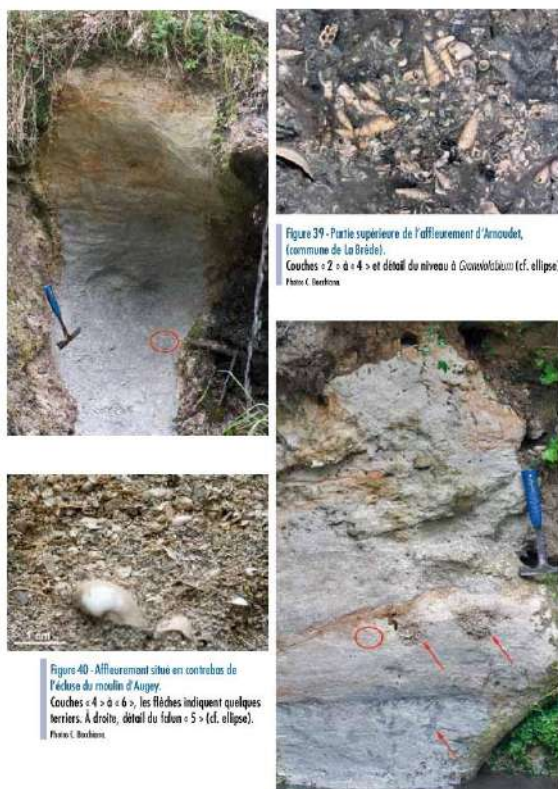 Figure 39 - Partie supérieure de l'affleurement d'Arnaudet,
(commune de La Brède).
Couches « 2 » à « 4 » et détail du niveau à Granulolabium (cf. ellipse)
Photos C. Bacchiana
1 cm
Figure 40 - Affleurement situé en contrebas de
l'écluse du moulin d'Augey.
Couches « 4 » à « 6 », les flèches indiquent quelques
terriers. À droite, détail du falun « 5 » (cf. ellipse).
Photos C. Bacchiana